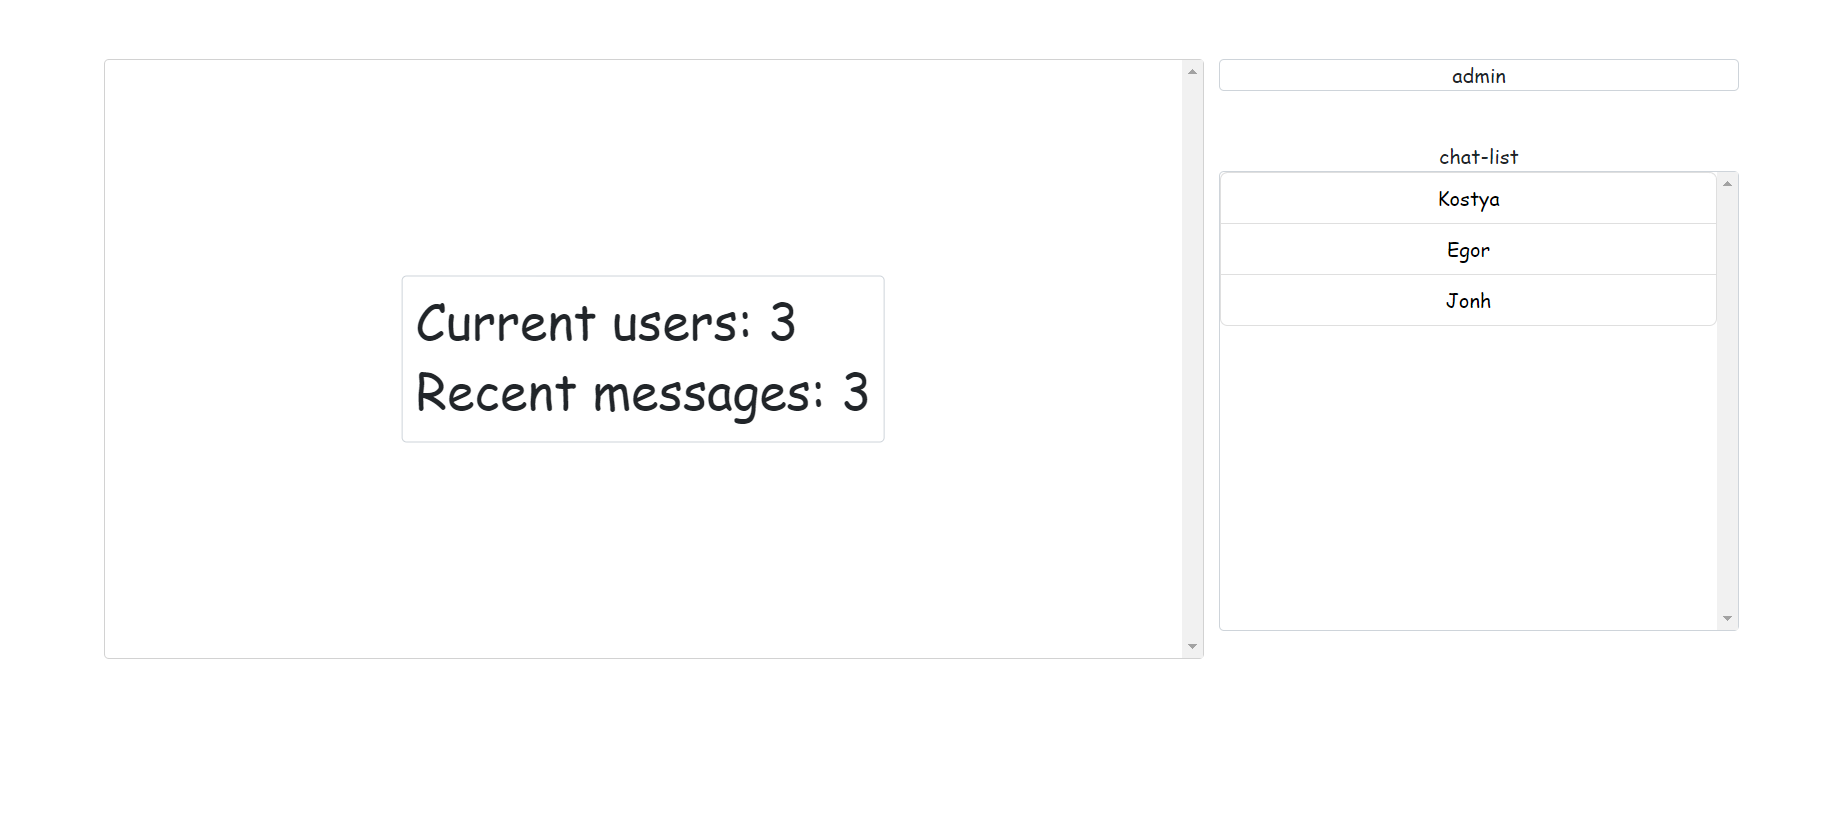 Current users: 3
Recent messages: 3
admin
chat-list
Kostya
Egor
Jonh